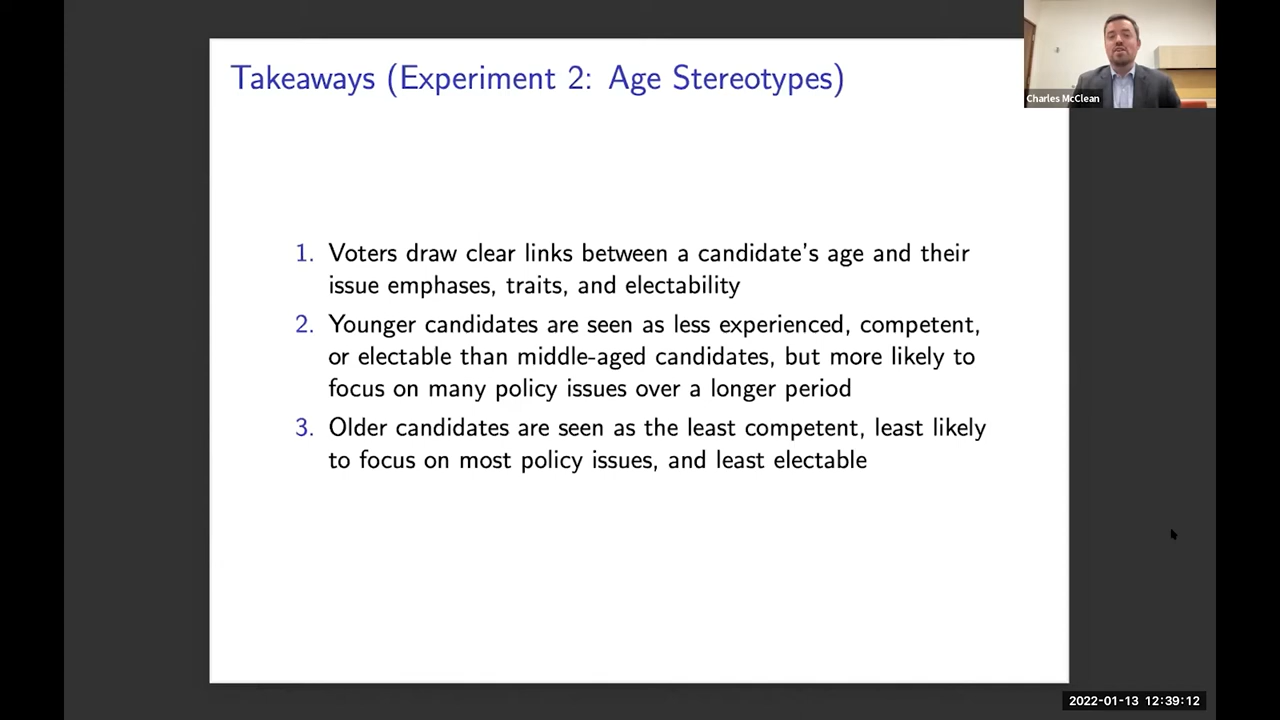 Takeaways (Experiment 2: Age Stereotypes)
Charles McClean
1. Voters draw clear links between a candidate's age and their
issue emphases, traits, and electability
2. Younger candidates are seen as less experienced, competent,
or electable than middle-aged candidates, but more likely to
focus on many policy issues over a longer period
3. Older candidates are seen as the least competent, least likely
to focus on most policy issues, and least electable
2022-01-13 12:39:12